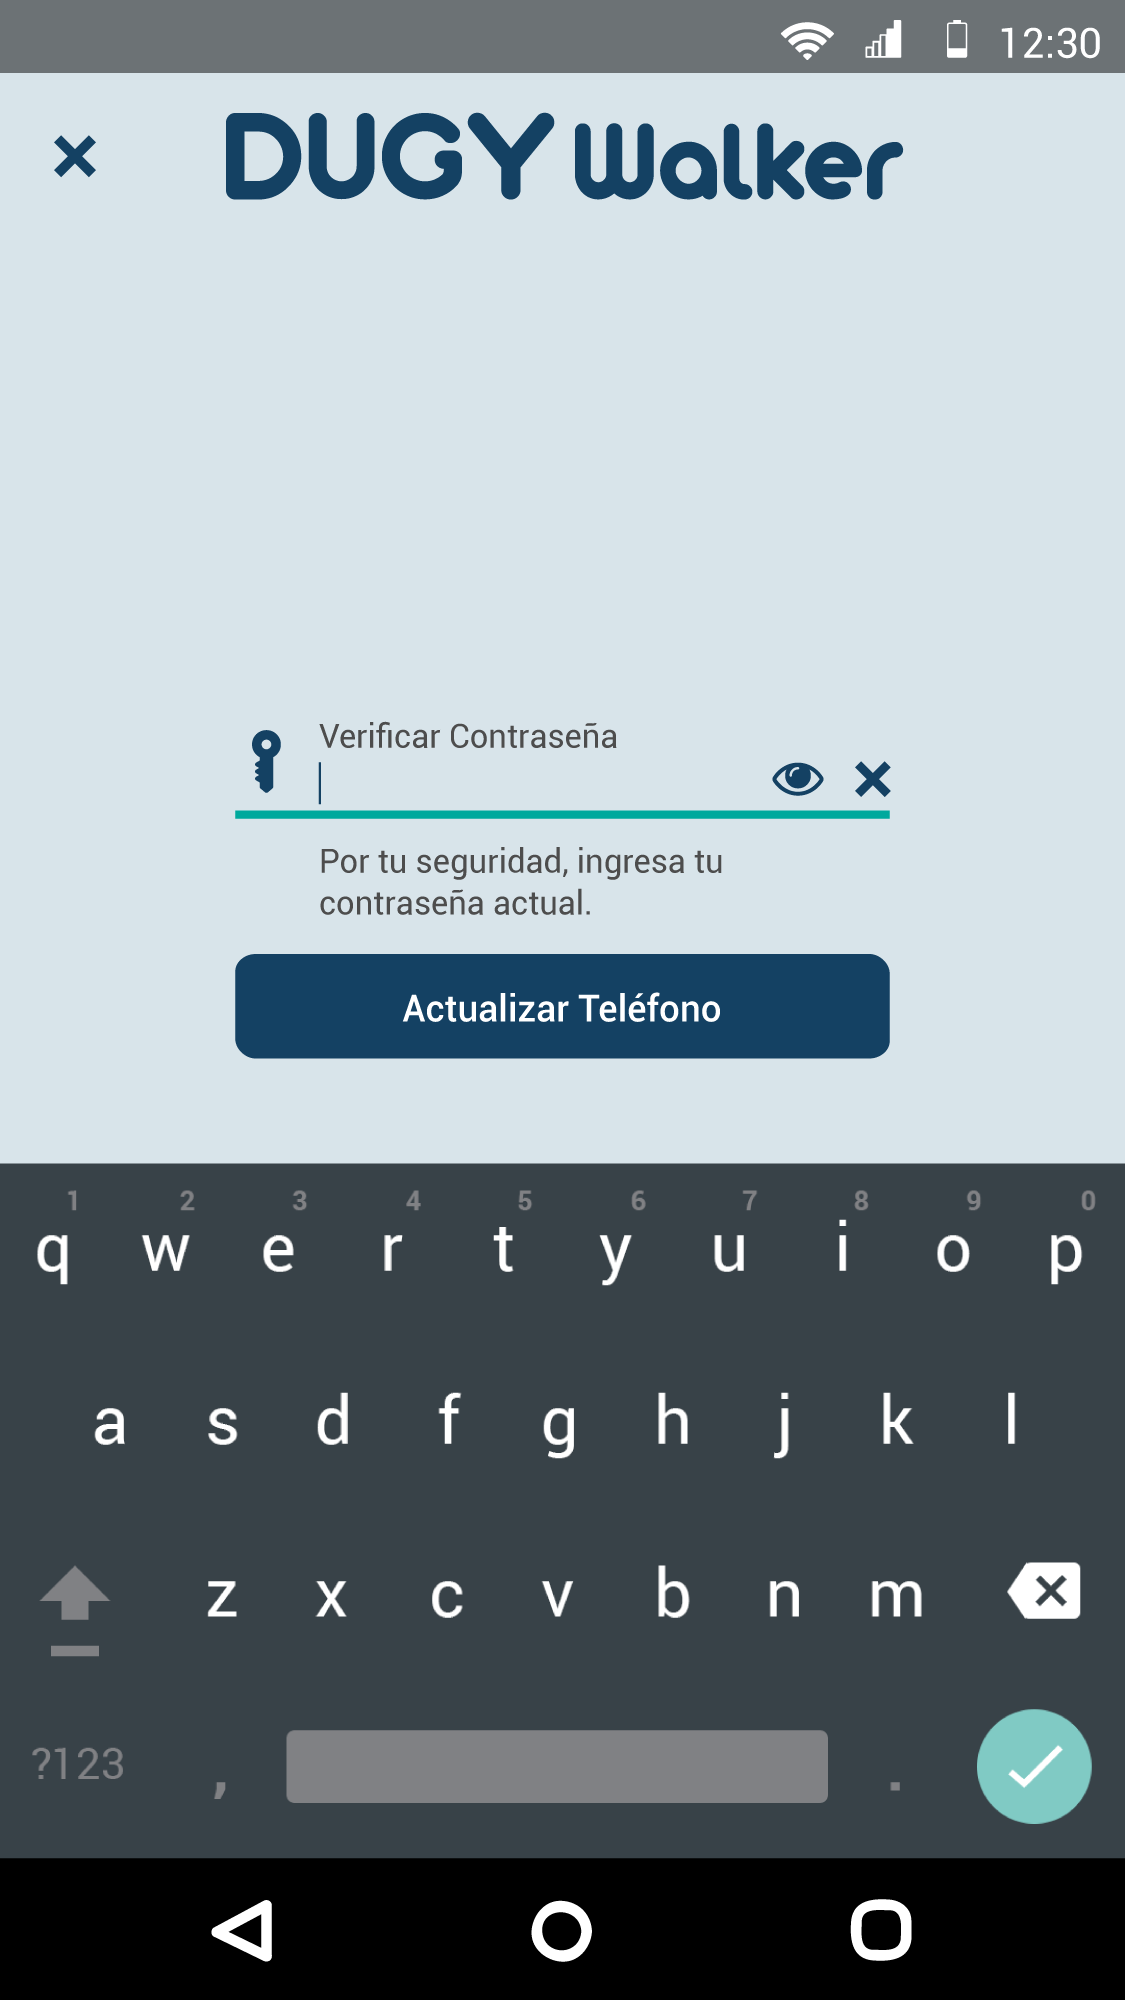 12:30
DUGY Walker
Verificar Contraseña
Por tu seguridad, ingresa tu
contraseña actual.
Actualizar Teléfono
1 2 3 4 5 6 7 8 9 0
q w e r t y u i o p
a s d f g h j k l
z x c v b n m
?123 , .